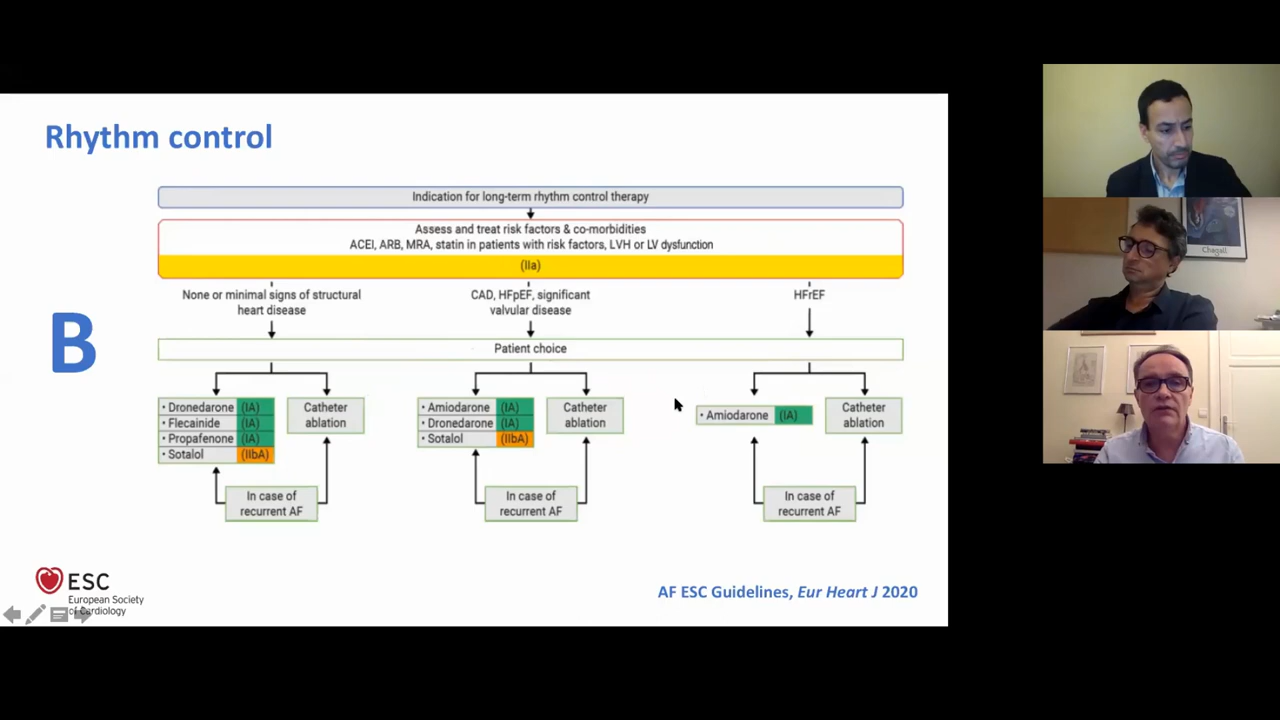 Rhythm control
Indication for long-term rhythm control therapy
Assess and treat risk factors & co-morbidities
ACEI, ARB, MRA, statin in patients with risk factors, LVH or LV dysfunction
(IIa)
None or minimal signs of structural
heart disease
CAD, HFpEF, significant
valvular disease
HFrEF
B
Patient choice
• Dronedarone (IA)
• Flecainide (IA)
• Propafenone (IA)
• Sotalol (IIbA)
Catheter
ablation
• Amiodarone (IA)
• Dronedarone (IA)
• Sotalol (IIbA)
Catheter
ablation
• Amiodarone (IA)
Catheter
ablation
In case of
recurrent AF
In case of
recurrent AF
In case of
recurrent AF
ESC
European Society
of Cardiology
AF ESC Guidelines, Eur Heart J 2020
Chagall